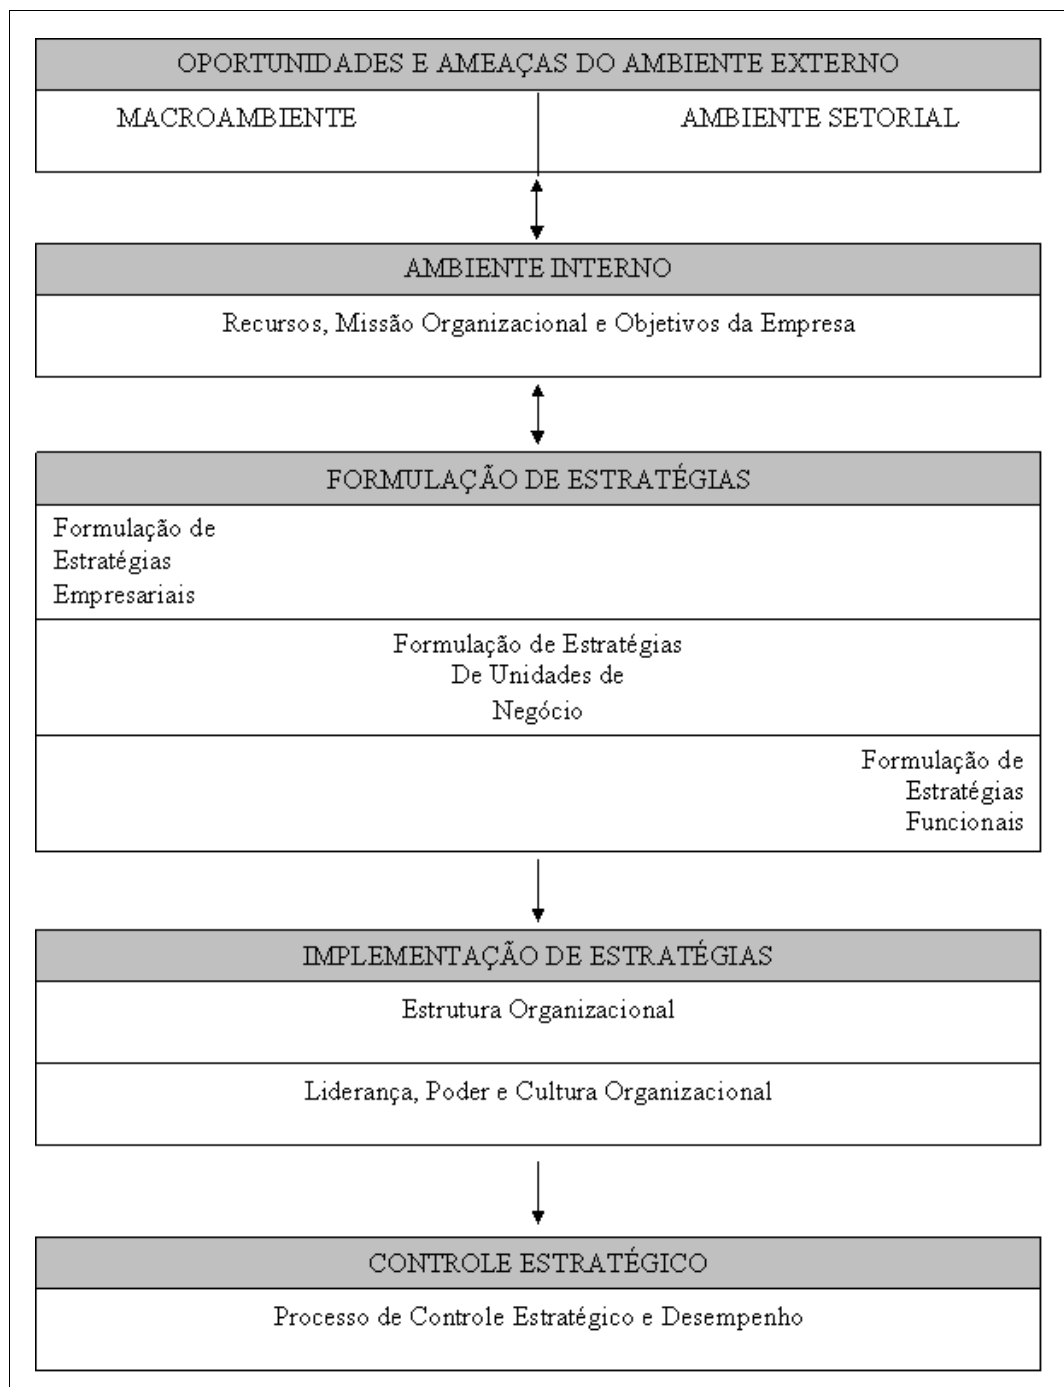 OPORTUNIDADES E AMEAÇAS DO AMBIENTE EXTERNO
MACROAMBIENTE
AMBIENTE SETORIAL
AMBIENTE INTERNO
Recursos, Missão Organizacional e Objetivos da Empresa
FORMULAÇÃO DE ESTRATÉGIAS
Formulação de
Estratégias
Empresariais
Formulação de Estratégias
De Unidades de
Negócio
Formulação de
Estratégias
Funcionais
IMPLEMENTAÇÃO DE ESTRATÉGIAS
Estrutura Organizacional
Liderança, Poder e Cultura Organizacional
CONTROLE ESTRATÉGICO
Processo de Controle Estratégico e Desempenho